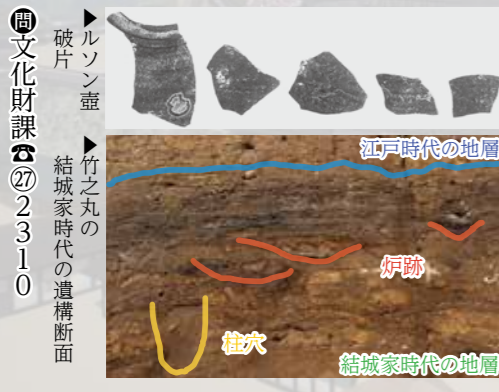 ▶ルソン壺
破片
▶竹之丸の
結城家時代の遺構断面
江戸時代の地層
炉跡
柱穴
結城家時代の地層
問文化財課☎㉗2310